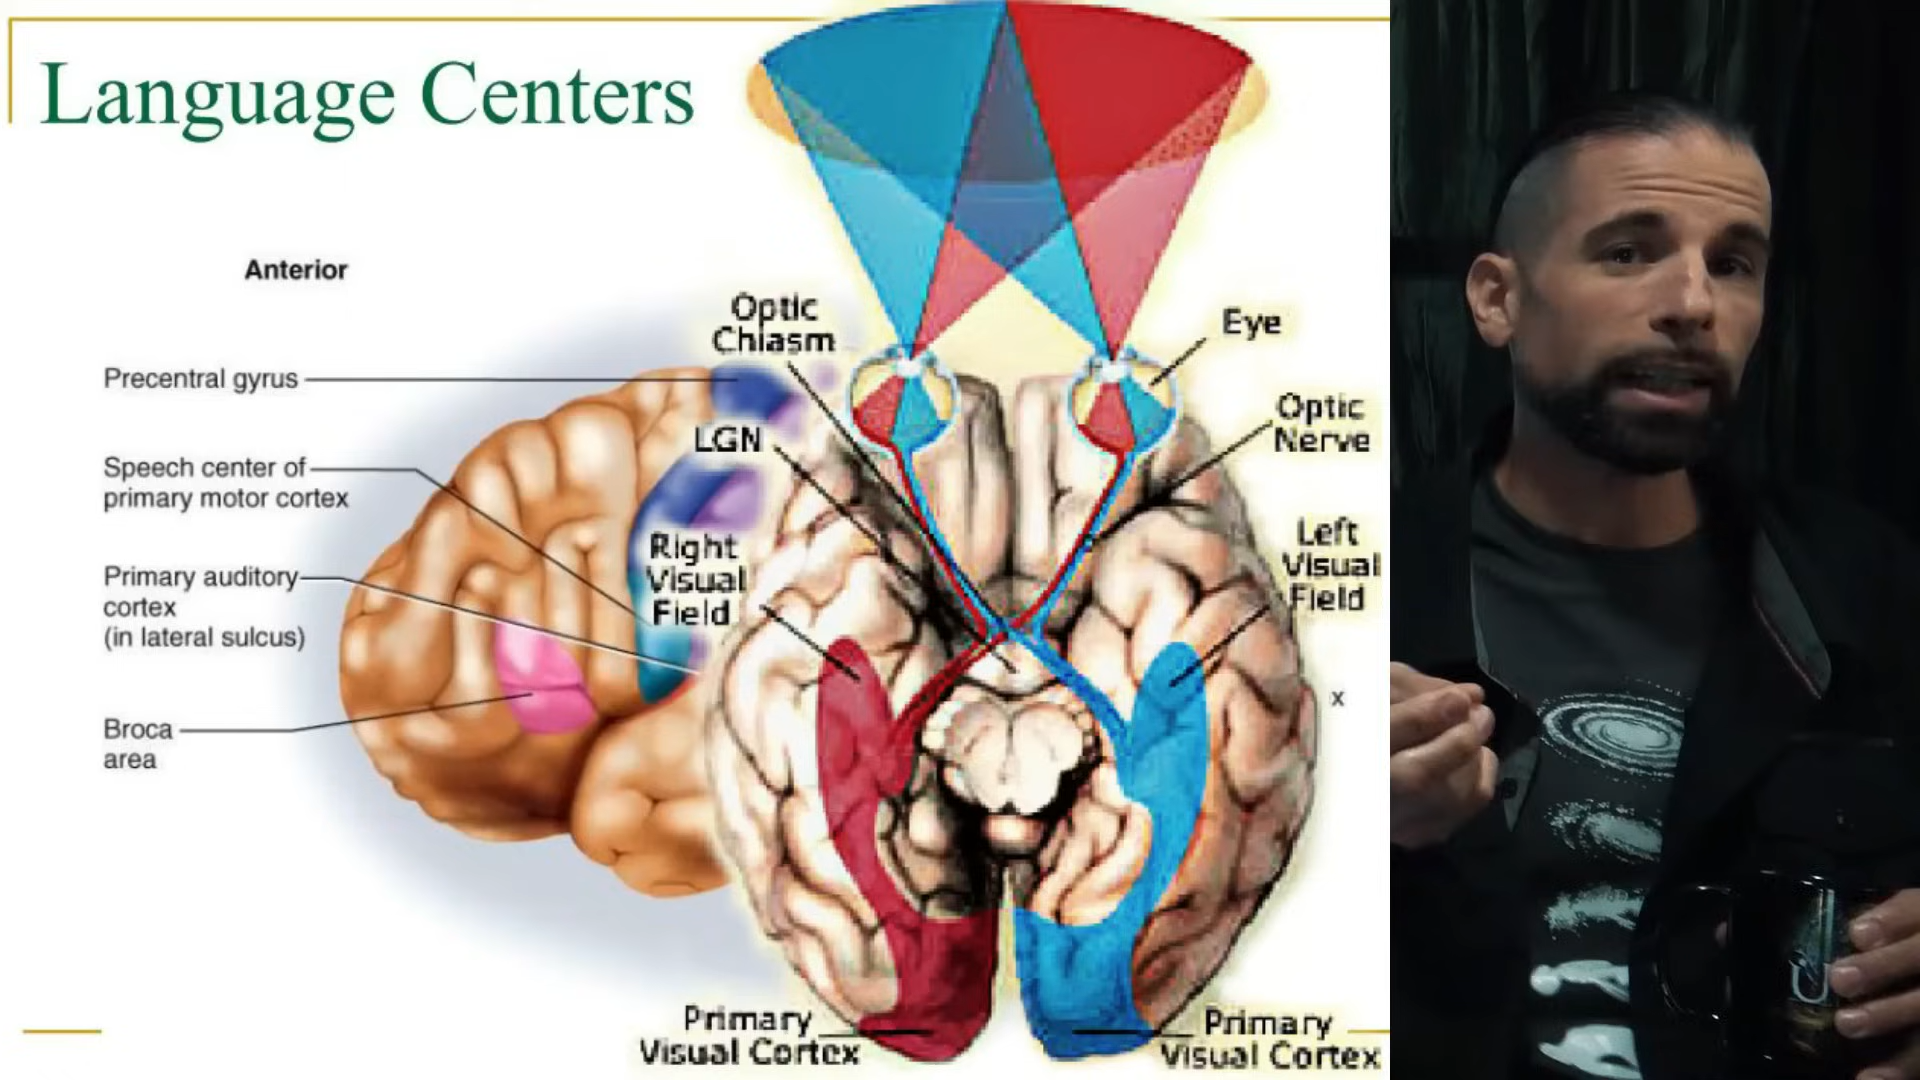 Language Centers
Anterior
Precentral gyrus
Speech center of
primary motor cortex
Primary auditory
cortex
(in lateral sulcus)
Broca
area
Optic
Chiasm
LGN
Right
Visual
Field
Eye
Optic
Nerve
Left
Visual
Field
x
Primary
Visual Cortex
Primary
Visual Cortex